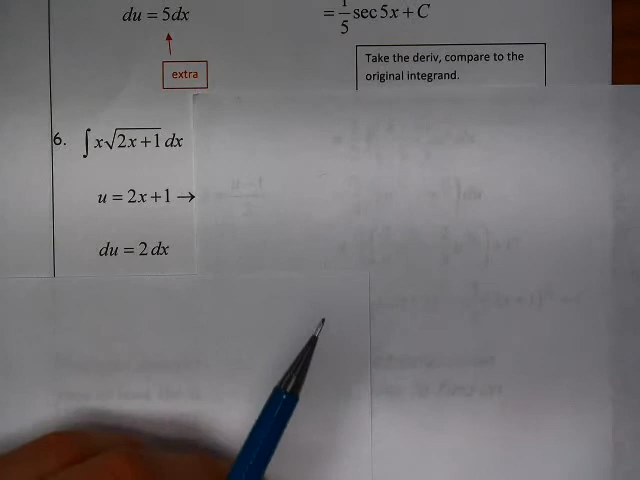 du = 5dx
= 1/5 sec 5x + C
extra
Take the deriv, compare to the
original integrand.
6. ∫ x√(2x+1) dx
u = 2x+1 →
du = 2 dx